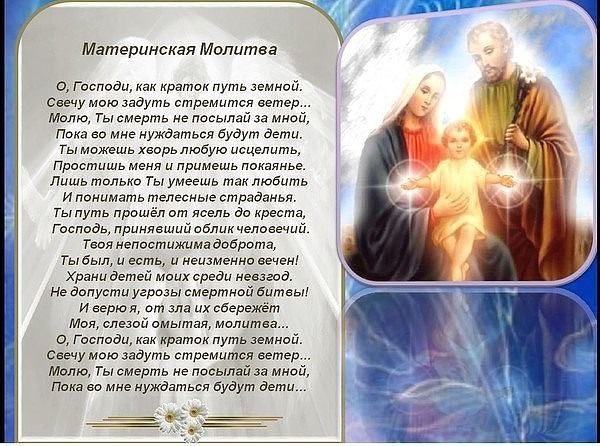 Материнская Молитва
О, Господи, как краток путь земной.
Свечу мою задуть стремится ветер...
Молю, Ты смерть не посылай за мной,
Пока во мне нуждаться будут дети.
Ты можешь хворь любую исцелить,
Простишь меня и примешь покаянье.
Лишь только Ты умеешь так любить
И понимать телесные страданья.
Ты путь прошёл от ясель до креста,
Господь, принявший облик человечий.
Твоя непостижима доброта,
Ты был, и есть, и неизменно вечен!
Храни детей моих среди невзгод.
Не допусти угрозы смертной битвы!
И верю я, от зла их сбережёт
Моя, слезой омытая, молитва...
О, Господи, как краток путь земной.
Свечу мою задуть стремится ветер...
Молю, Ты смерть не посылай за мной,
Пока во мне нуждаться будут дети...